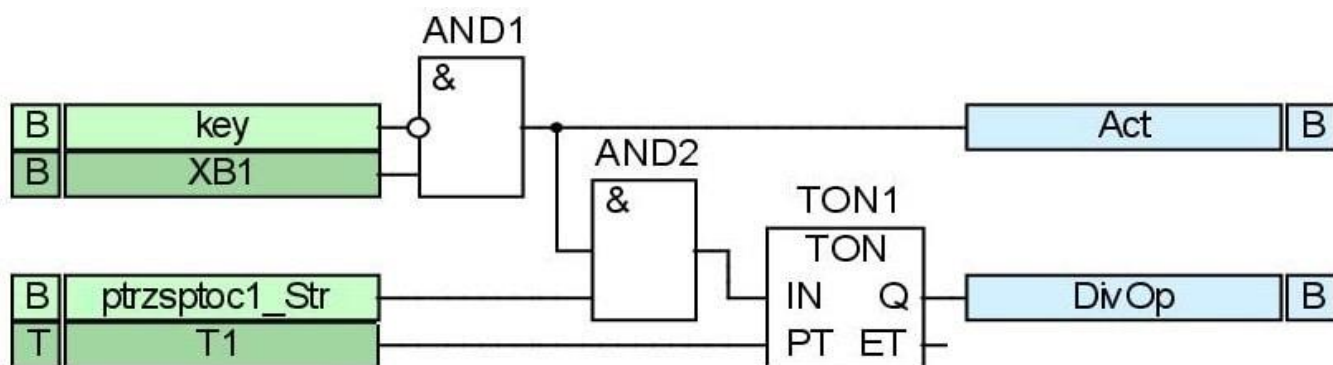 AND1
&
B key Act B
B XB1
AND2
&
TON1
TON
B ptrzsptoc1_Str IN Q DivOp B
T T1 PT ET